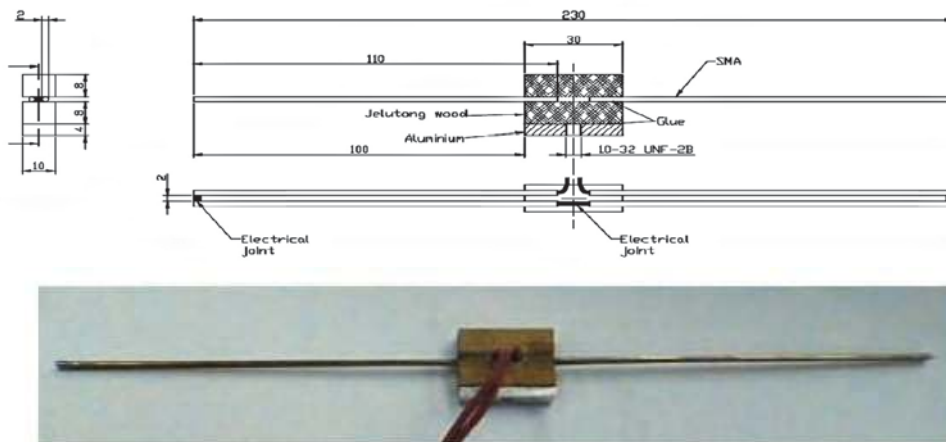 2
230
30
110
SMA
8
8
4
Jelutong wood
Glue
Aluminium
10
100
10-32 UNF-2B
2
Electrical
joint
Electrical
joint